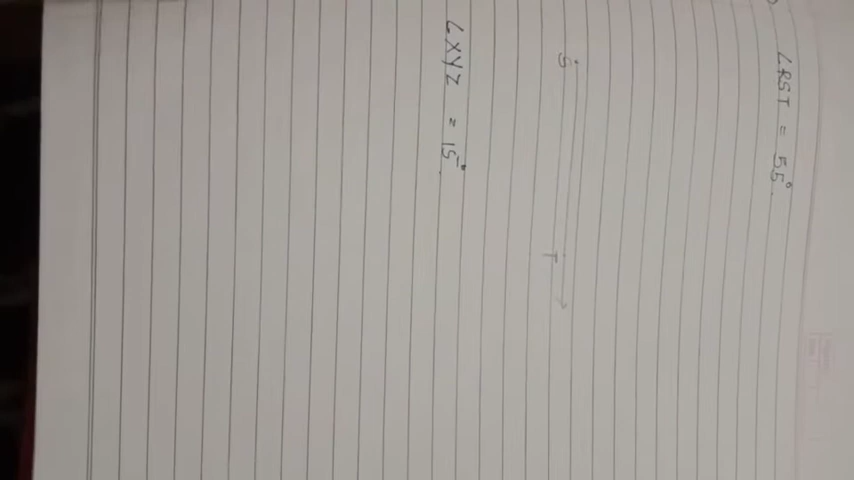 ∠RST = 55°.
S T
∠XYZ = 15°.